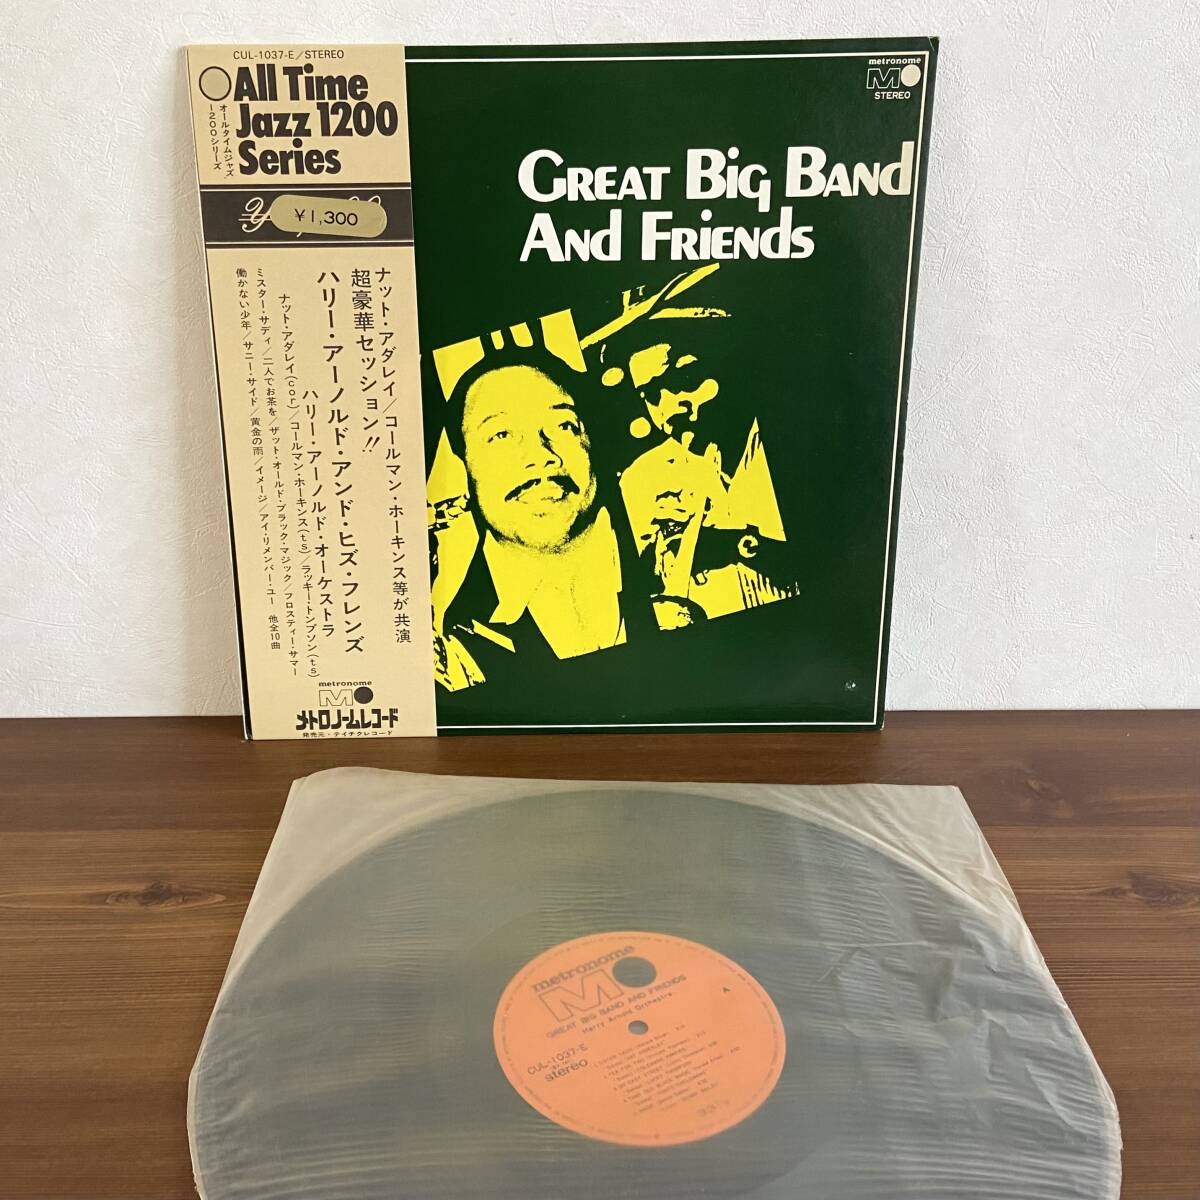 CUL-1037-E/STEREO
All Time
Jazz 1200
Series
オールタイムジャズ
1200シリーズ
¥1,300
ナット・アダレイ/コールマン・ホーキンス等が共演
超豪華セッション!!
ハリー・アーノルド・アンド・ヒズ・フレンズ
ハリー・アーノルド・オーケストラ
ナット・アダレイ(cor)/コールマン・ホーキンス(ts)/ラッキー・トンプソン(ts)
ミスター・サディ/二人でお茶を/ザット・オールド・ブラック・マジック/フロスティー・サマー
働かない少年/サニー・サイド/黄金の雨/イメージ/アイ・リメンバー・ユー 他全10曲
metronome
M
メトロノームレコード
発売元・テイチクレコード
metronome
M
STEREO
GREAT BIG BAND
AND FRIENDS
metronome
M
GREAT BIG BAND AND FRIENDS
Harry Arnold Orchestra
A
CUL-1037-E
stereo